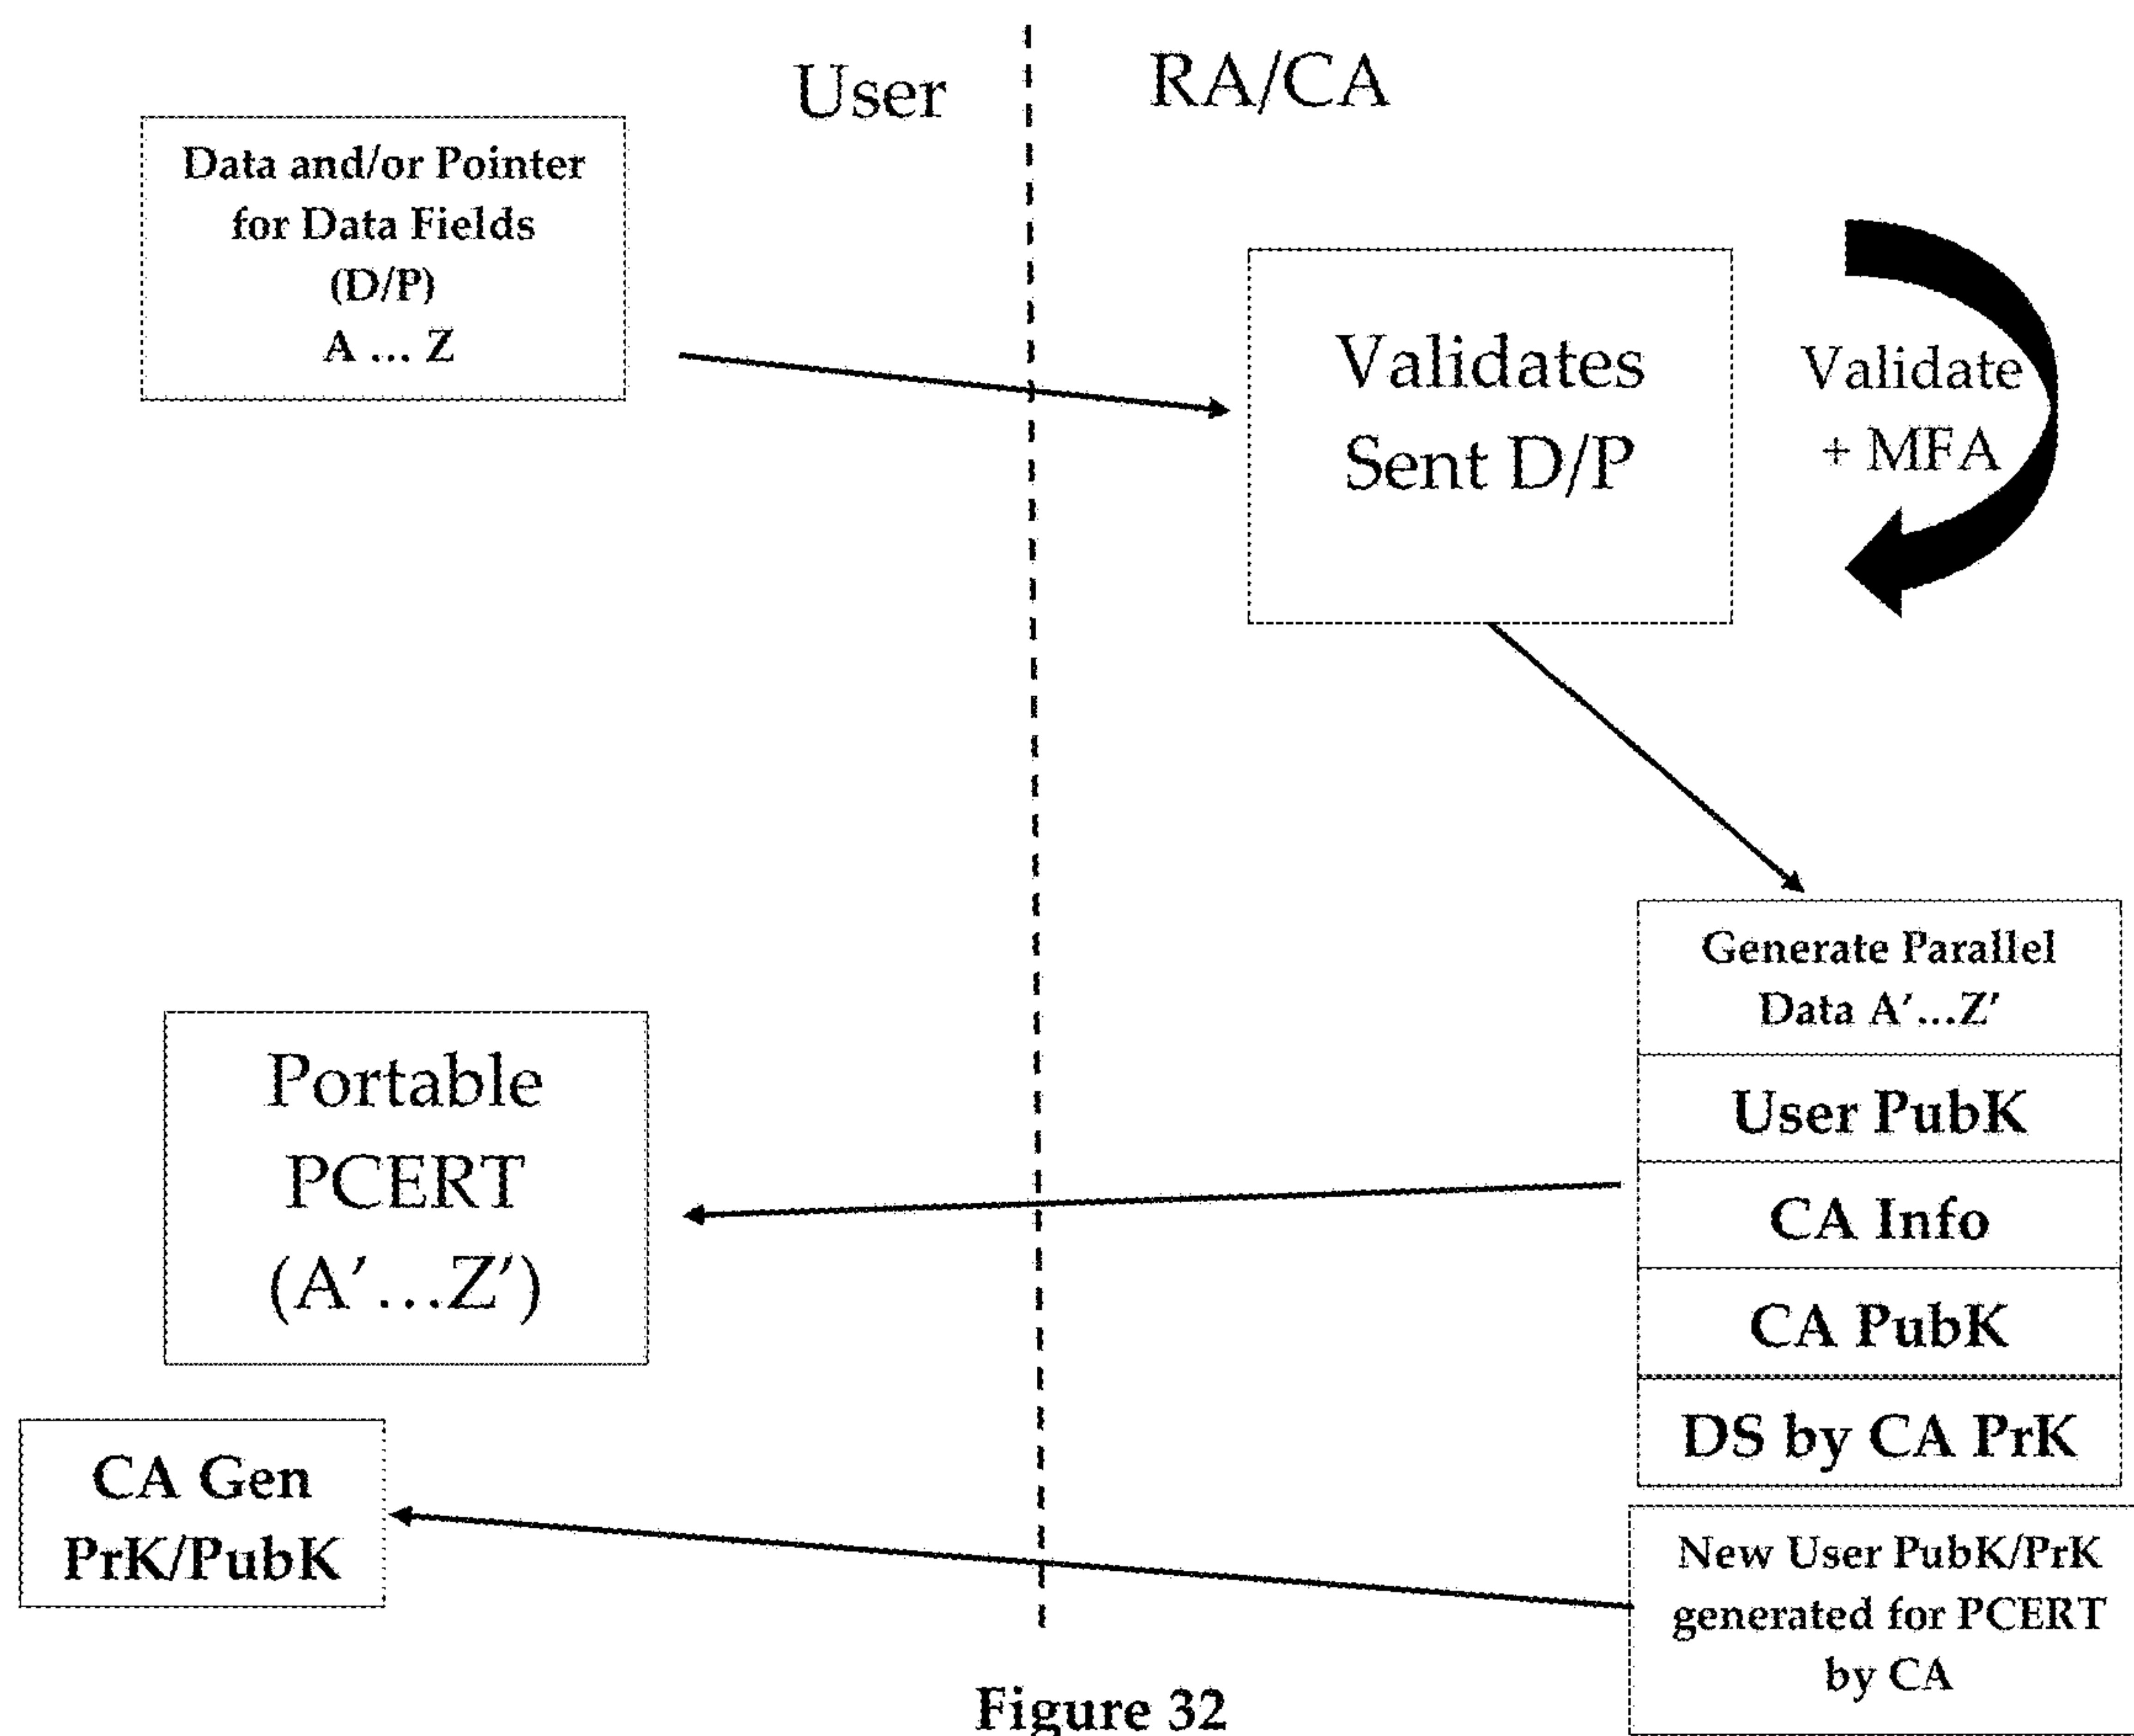 User
RA/CA
Data and/or Pointer
for Data Fields
(D/P)
A ... Z
Validates
Sent D/P
Validate
+ MFA
Generate Parallel
Data A′...Z′
User PubK
CA Info
CA PubK
DS by CA PrK
Portable
PCERT
(A′...Z′)
CA Gen
PrK/PubK
New User PubK/PrK
generated for PCERT
by CA
Figure 32